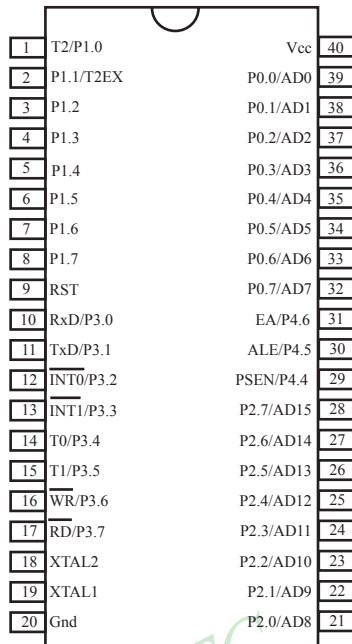 1 T2/P1.0 Vcc 40
2 P1.1/T2EX P0.0/AD0 39
3 P1.2 P0.1/AD1 38
4 P1.3 P0.2/AD2 37
5 P1.4 P0.3/AD3 36
6 P1.5 P0.4/AD4 35
7 P1.6 P0.5/AD5 34
8 P1.7 P0.6/AD6 33
9 RST P0.7/AD7 32
10 RxD/P3.0 EA/P4.6 31
11 TxD/P3.1 ALE/P4.5 30
12 INT0/P3.2 PSEN/P4.4 29
13 INT1/P3.3 P2.7/AD15 28
14 T0/P3.4 P2.6/AD14 27
15 T1/P3.5 P2.5/AD13 26
16 WR/P3.6 P2.4/AD12 25
17 RD/P3.7 P2.3/AD11 24
18 XTAL2 P2.2/AD10 23
19 XTAL1 P2.1/AD9 22
20 Gnd P2.0/AD8 21